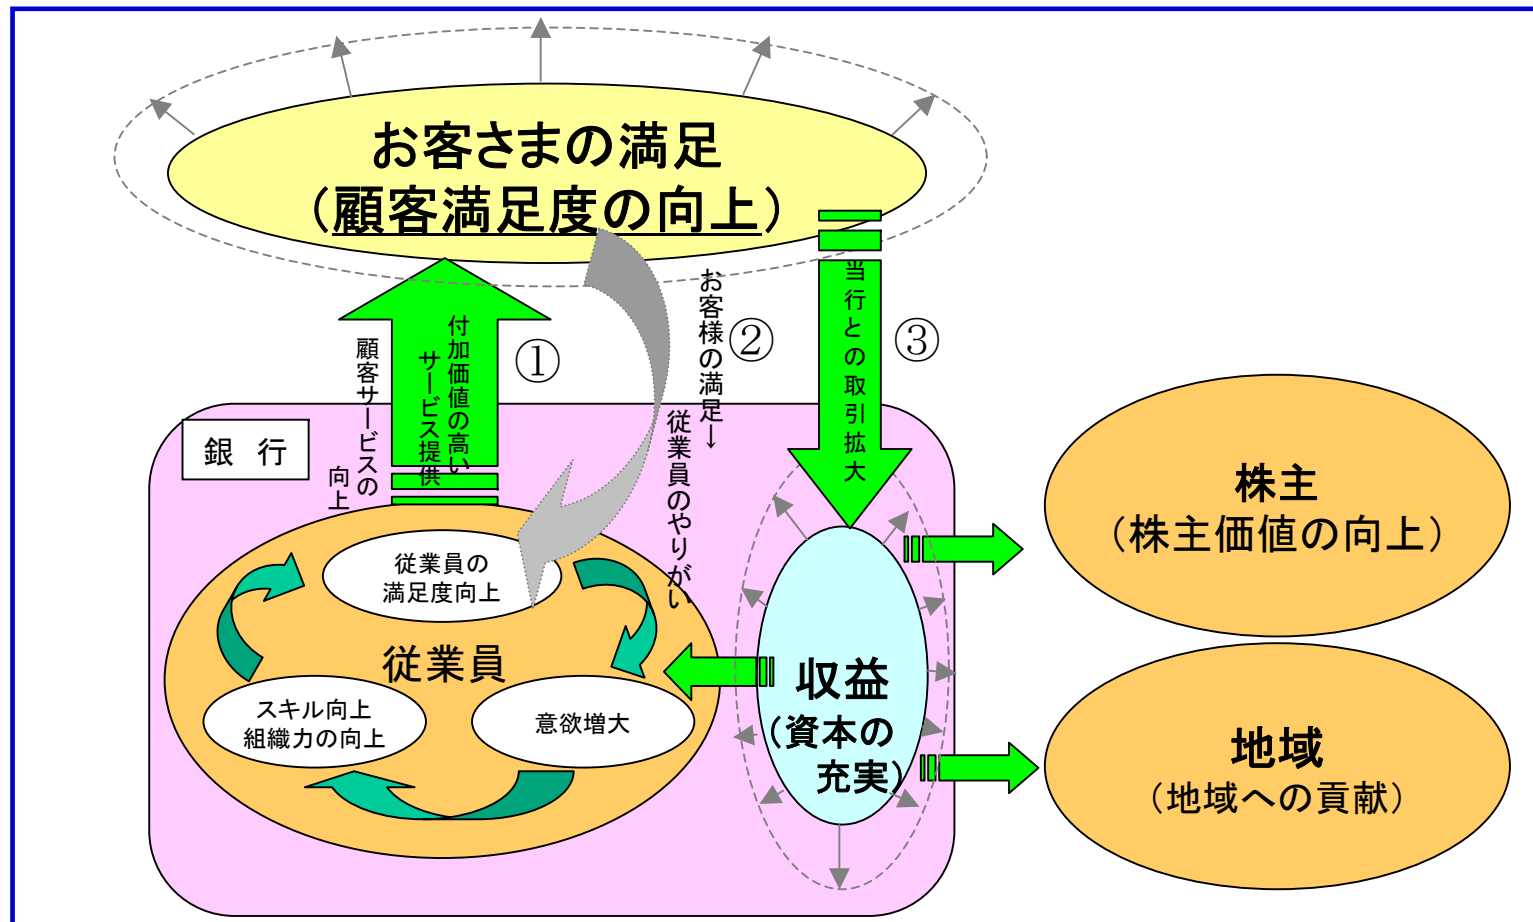 お客さまの満足
（顧客満足度の向上）
付加価値の高い
サービス提供
①
顧客サービスの
向上
お客様の満足→
従業員のやりがい
②
当行との取引拡大
③
銀　行
従業員の
満足度向上
従業員
スキル向上
組織力の向上
意欲増大
収益
（資本の
充実）
株主
（株主価値の向上）
地域
（地域への貢献）